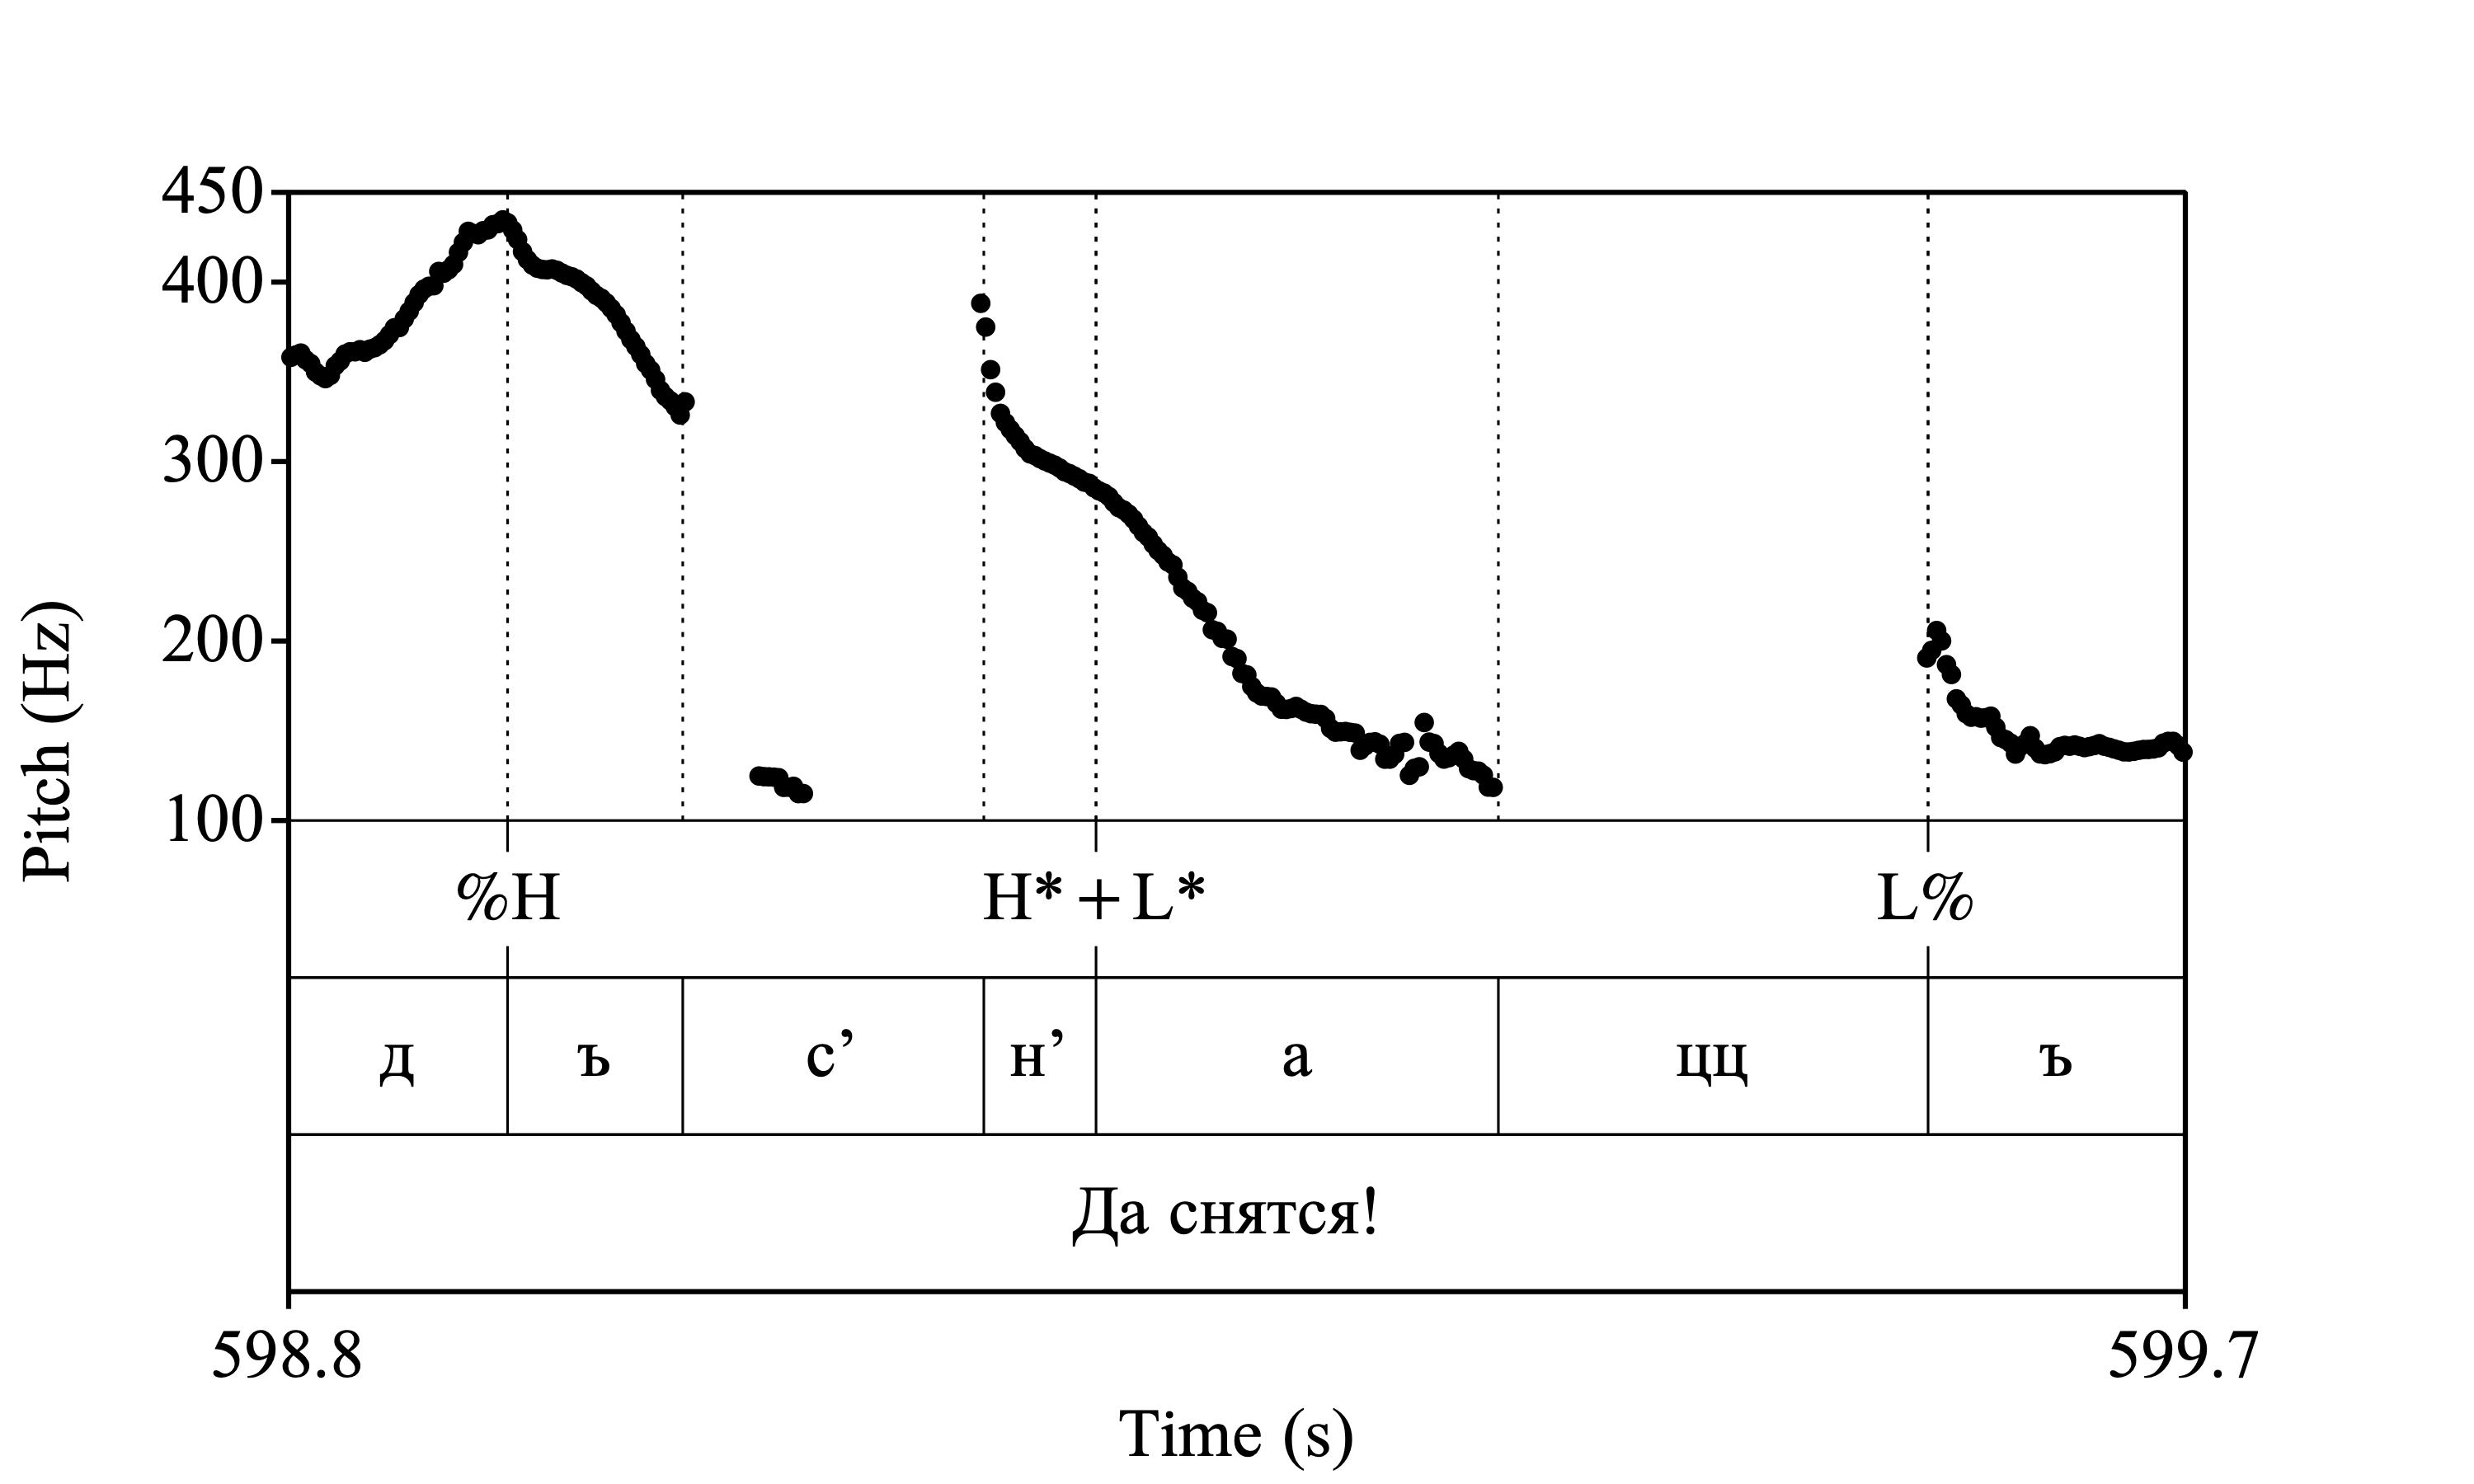 450
400
300
200
100
Pitch (Hz)
%H H* + L* L%
д ъ с’ н’ а цц ъ
Да снятся!
598.8 599.7
Time (s)